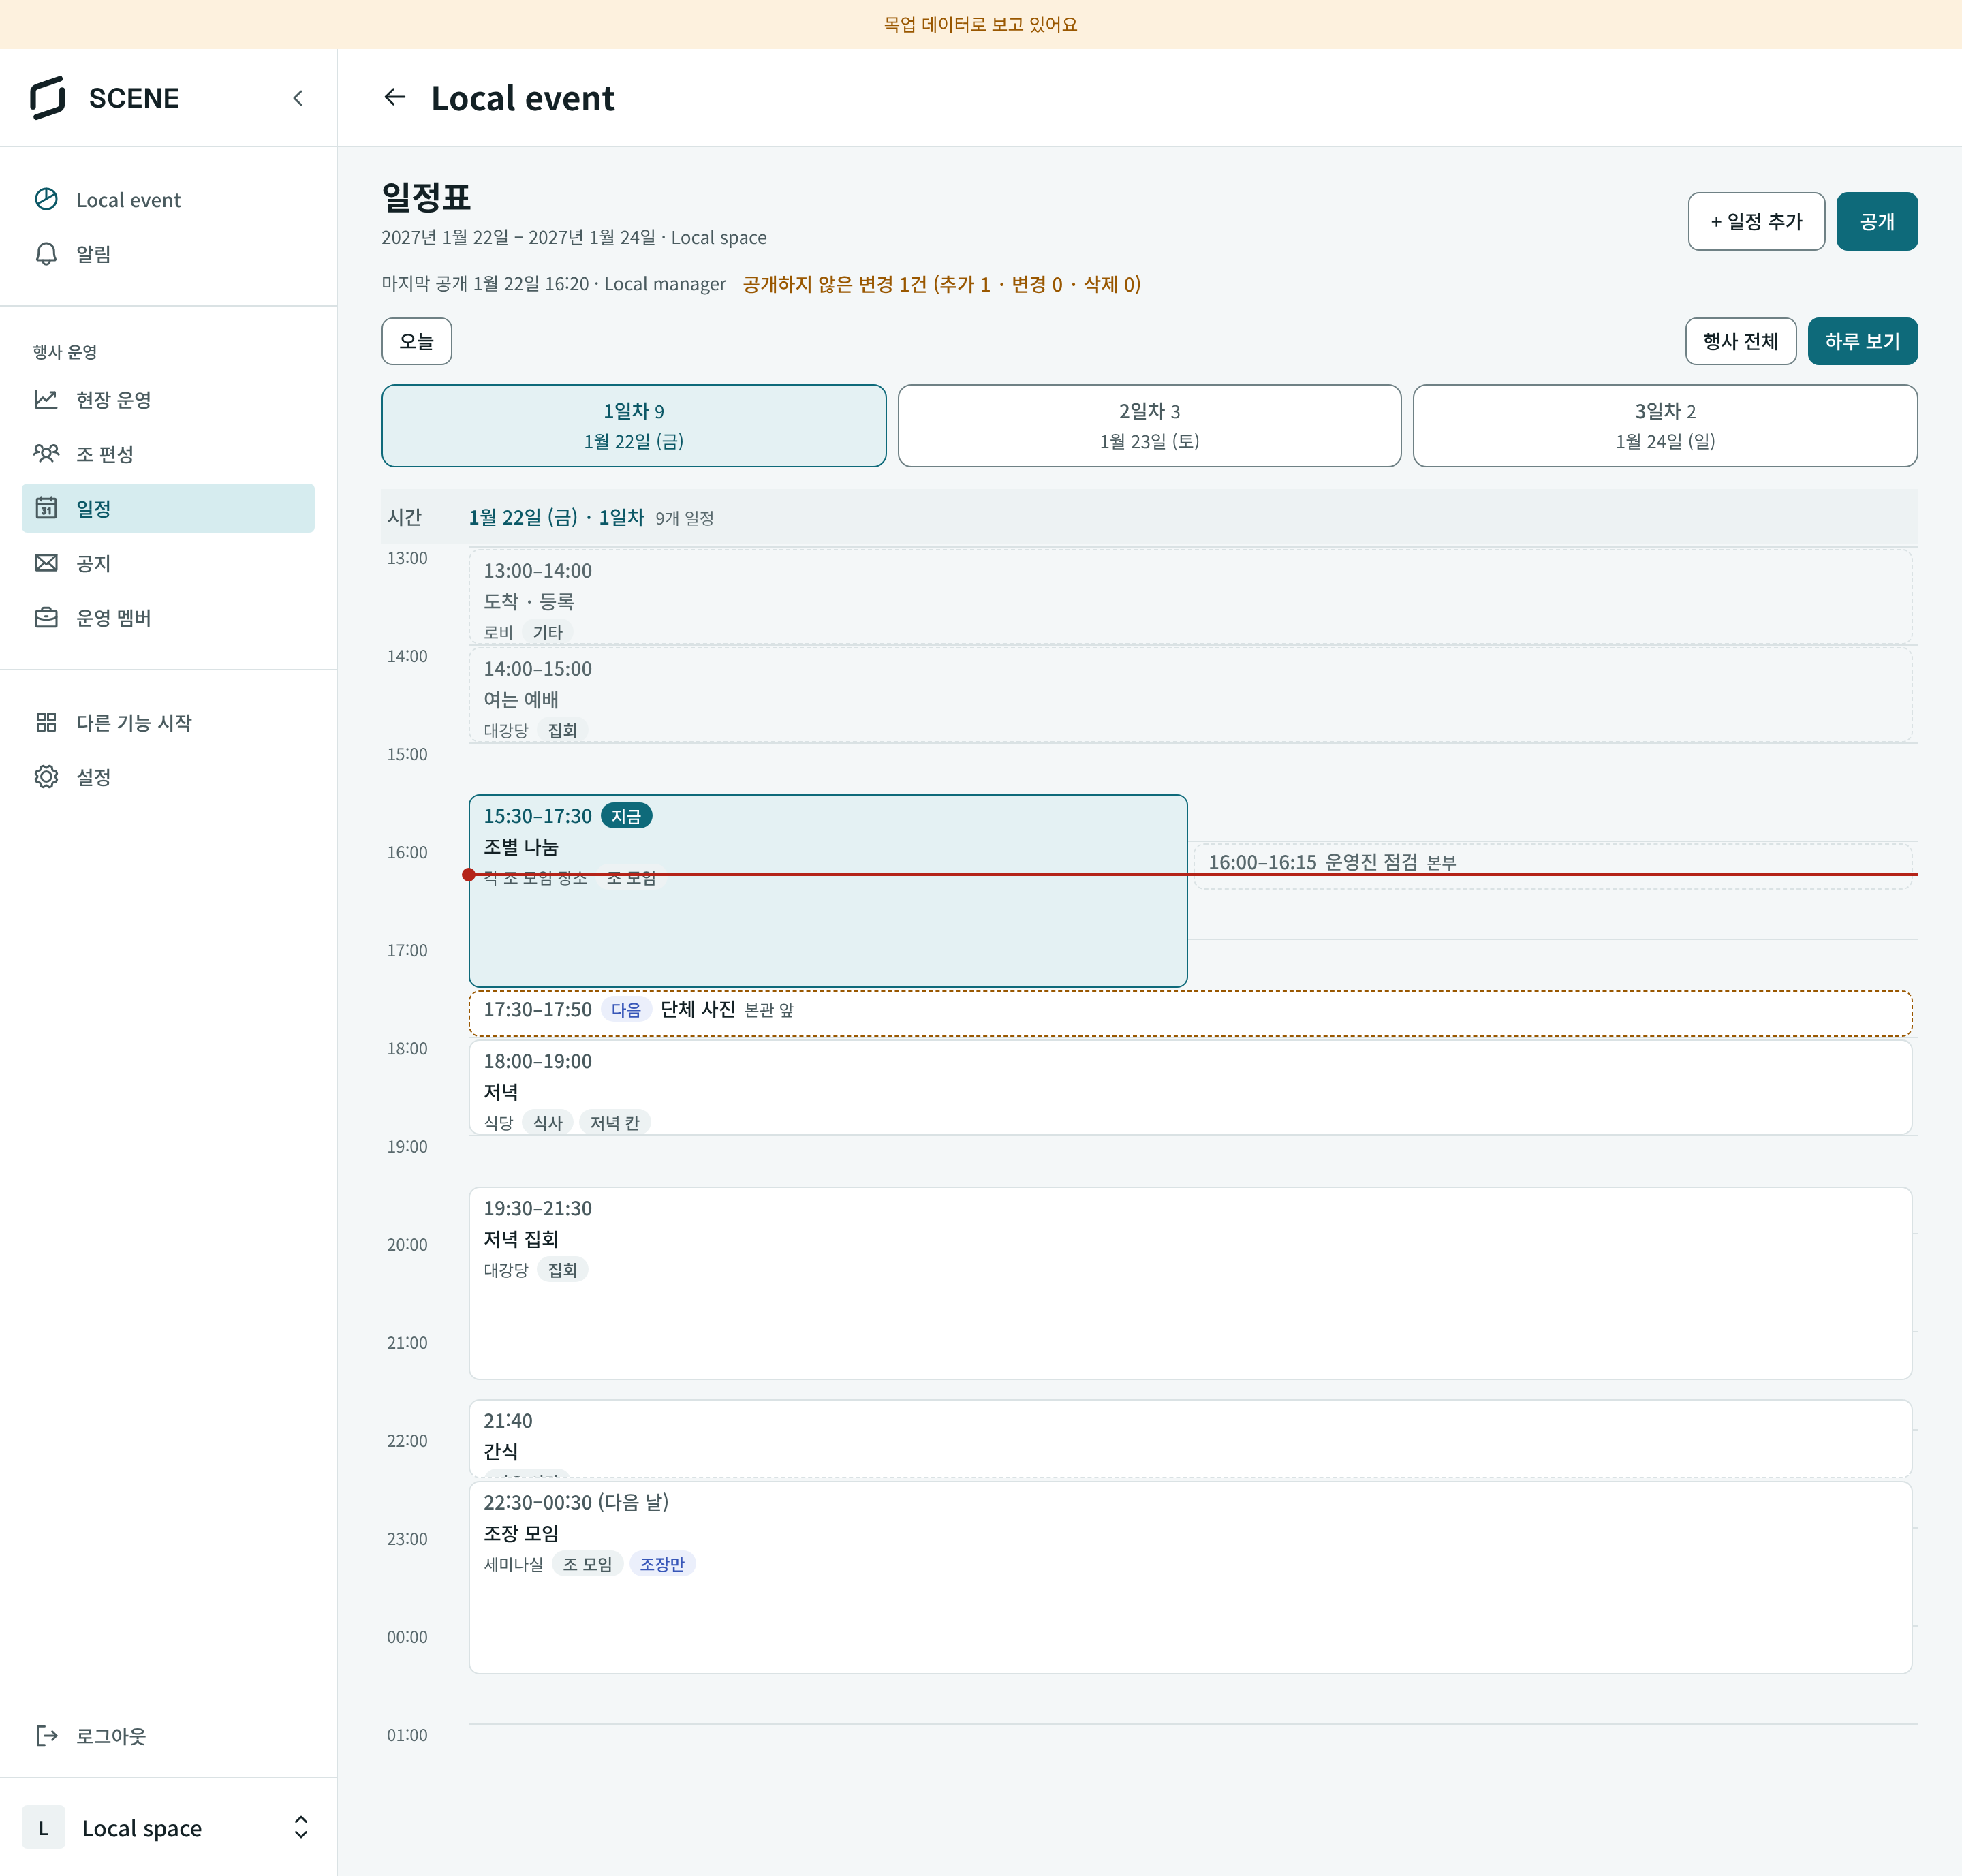 목업 데이터로 보고 있어요
SCENE
Local event
알림
행사 운영
현장 운영
조 편성
31
일정
공지
운영 멤버
다른 기능 시작
설정
로그아웃
L Local space
Local event
일정표
2027년 1월 22일 – 2027년 1월 24일 · Local space
+ 일정 추가
공개
마지막 공개 1월 22일 16:20 · Local manager 공개하지 않은 변경 1건 (추가 1 · 변경 0 · 삭제 0)
오늘
행사 전체
하루 보기
1일차 9
1월 22일 (금)
2일차 3
1월 23일 (토)
3일차 2
1월 24일 (일)
시간 1월 22일 (금) · 1일차 9개 일정
13:00
13:00–14:00
도착 · 등록
로비 기타
14:00
14:00–15:00
여는 예배
대강당 집회
15:00
15:30–17:30 지금
조별 나눔
각 조 모임 장소 조 모임
16:00
16:00–16:15 운영진 점검 본부
17:00
17:30–17:50 다음 단체 사진 본관 앞
18:00
18:00–19:00
저녁
식당 식사 저녁 칸
19:00
19:30–21:30
저녁 집회
대강당 집회
20:00
21:00
21:40
간식
22:00
22:30–00:30 (다음 날)
조장 모임
세미나실 조 모임 조장만
23:00
00:00
01:00